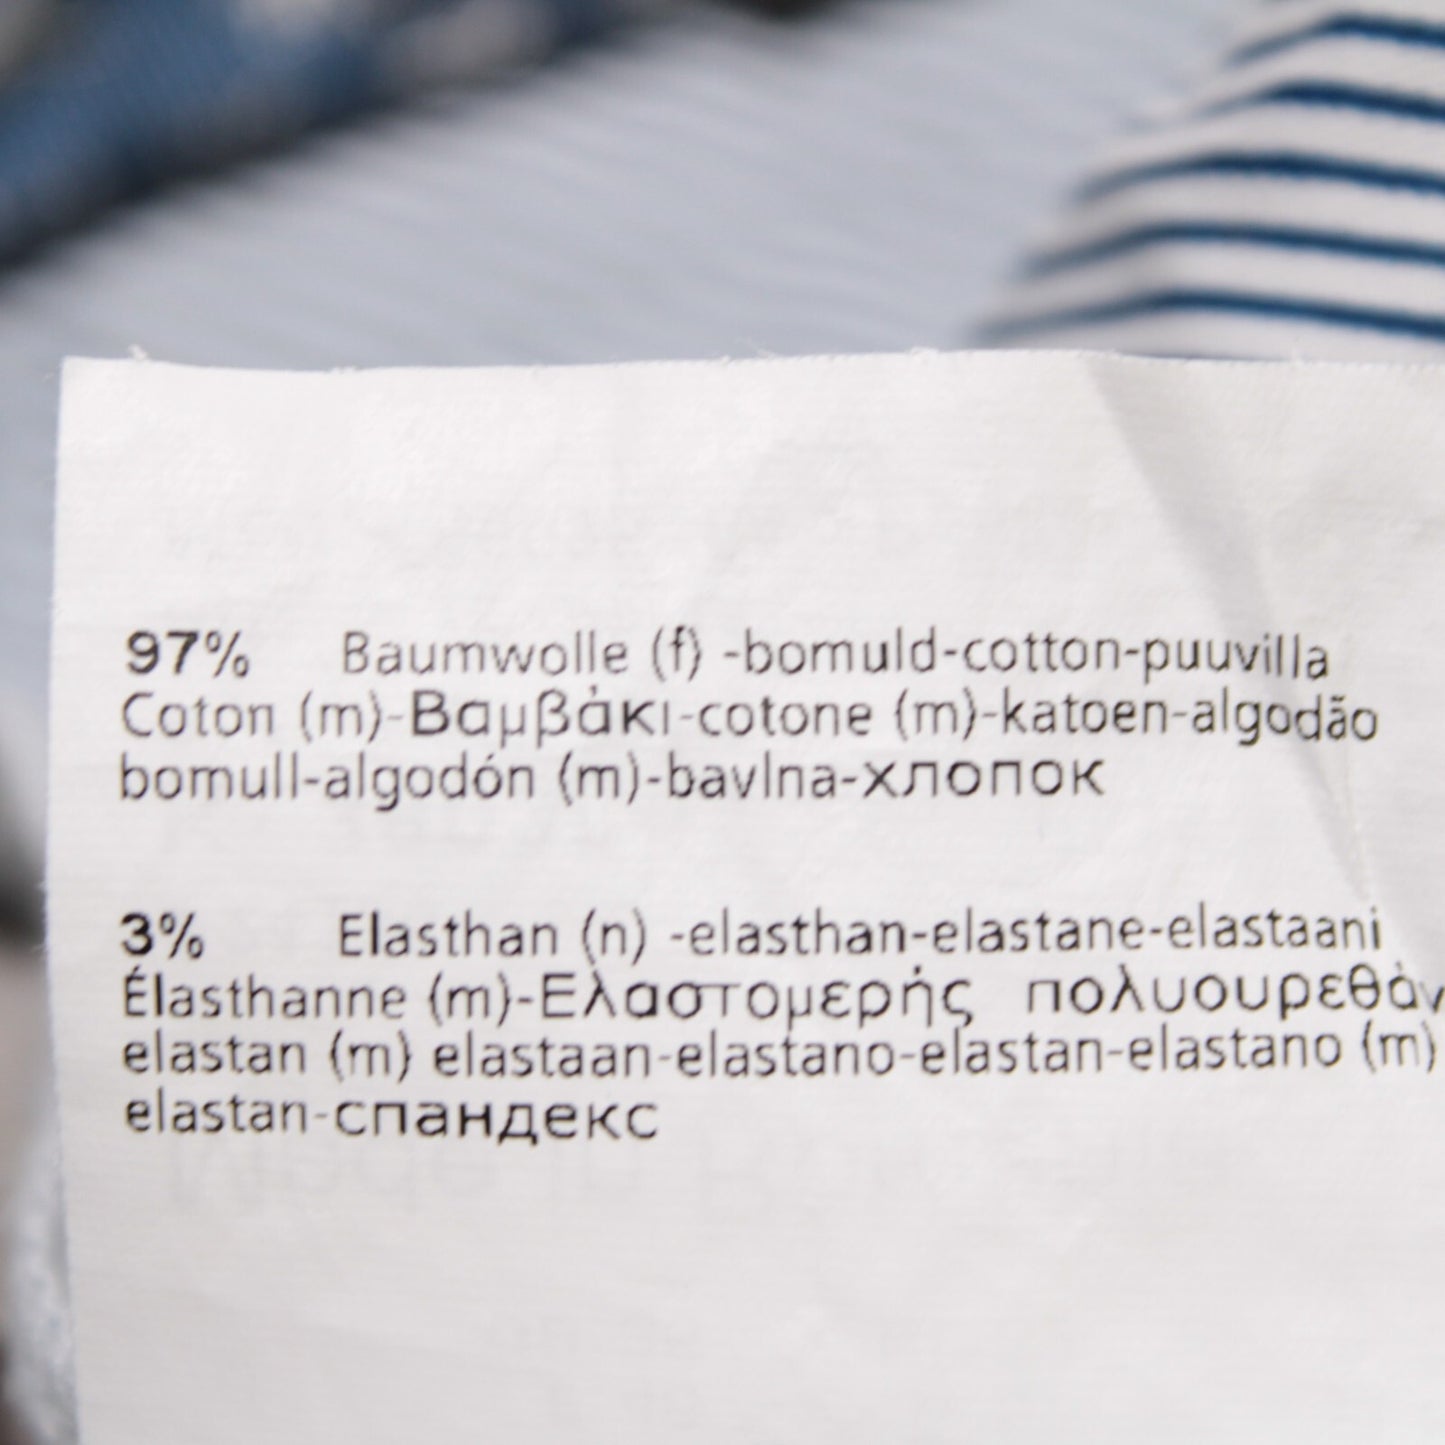 97% Baumwolle (f) -bomuld-cotton-puuvilla
Coton (m)-Βαμβάκι-cotone (m)-katoen-algodão
bomull-algodón (m)-bavlna-хлопок
3% Elasthan (n) -elasthan-elastane-elastaani
Élasthanne (m)-Ελαστομερής πολυουρεθάν
elastan (m) elastaan-elastano-elastan-elastano (m)
elastan-спандекс